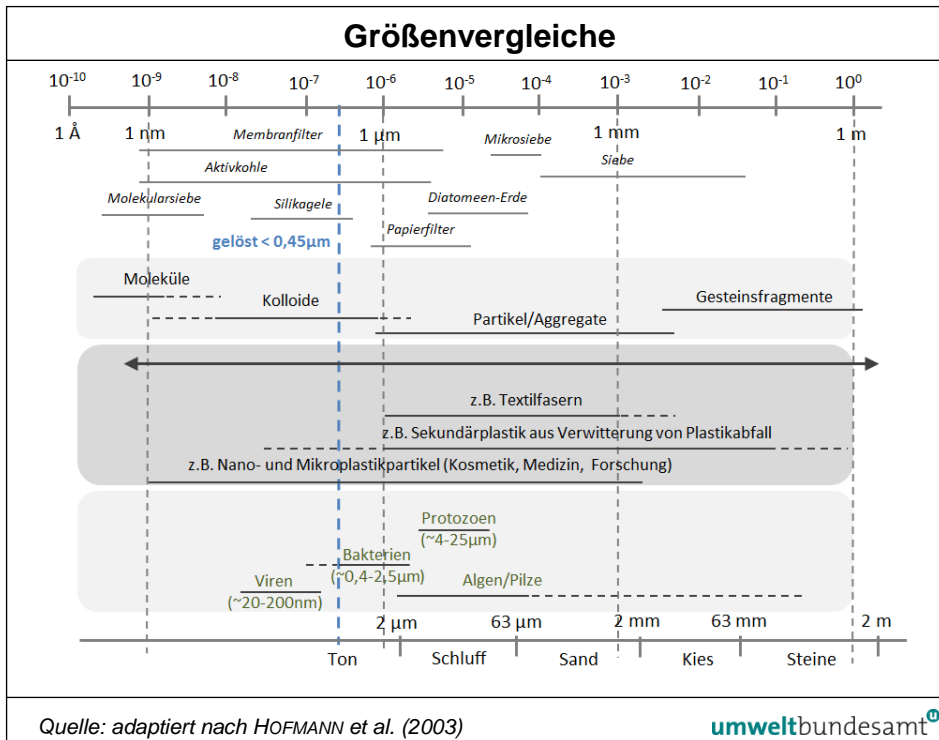 Größenvergleiche
10⁻¹⁰ 10⁻⁹ 10⁻⁸ 10⁻⁷ 10⁻⁶ 10⁻⁵ 10⁻⁴ 10⁻³ 10⁻² 10⁻¹ 10⁰
1 Å 1 nm 1 µm 1 mm 1 m
Membranfilter Mikrosiebe
Aktivkohle Siebe
Molekularsiebe Silikagele Diatomeen-Erde
Papierfilter
gelöst < 0,45µm
Moleküle
Kolloide
Gesteinsfragmente
Partikel/Aggregate
z.B. Textilfasern
z.B. Sekundärplastik aus Verwitterung von Plastikabfall
z.B. Nano- und Mikroplastikpartikel (Kosmetik, Medizin, Forschung)
Protozoen
(~4-25µm)
Bakterien
(~0,4-2,5µm)
Viren
(~20-200nm)
Algen/Pilze
2 µm 63 µm 2 mm 63 mm 2 m
Ton Schluff Sand Kies Steine
Quelle: adaptiert nach HOFMANN et al. (2003)
umweltbundesamt u